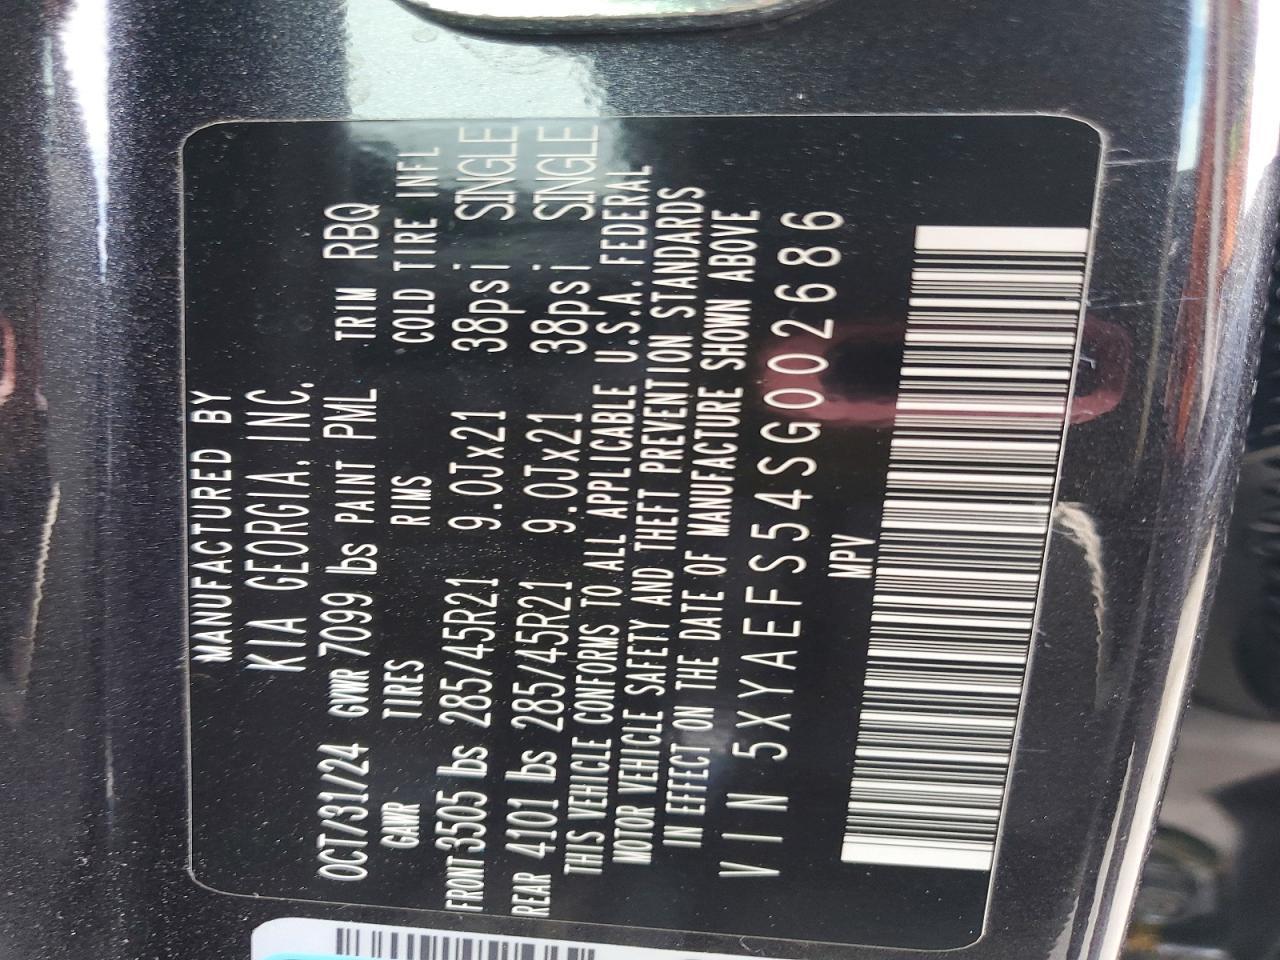 MANUFACTURED BY
KIA GEORGIA, INC.
OCT/31/24 GVWR 7099 lbs PAINT PML TRIM RBQ
GAWR TIRES RIMS COLD TIRE INFL
FRONT 3505 lbs 285/45R21 9.0Jx21 38psi SINGLE
REAR 4101 lbs 285/45R21 9.0Jx21 38psi SINGLE
THIS VEHICLE CONFORMS TO ALL APPLICABLE U.S.A. FEDERAL
MOTOR VEHICLE SAFETY AND THEFT PREVENTION STANDARDS
IN EFFECT ON THE DATE OF MANUFACTURE SHOWN ABOVE
VIN 5XYAEFS54SG002686
MPV